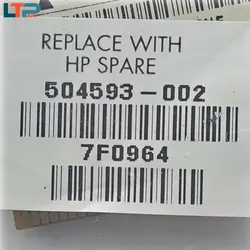 LTP
REPLACE WITH
HP SPARE
504593-002
7F0964